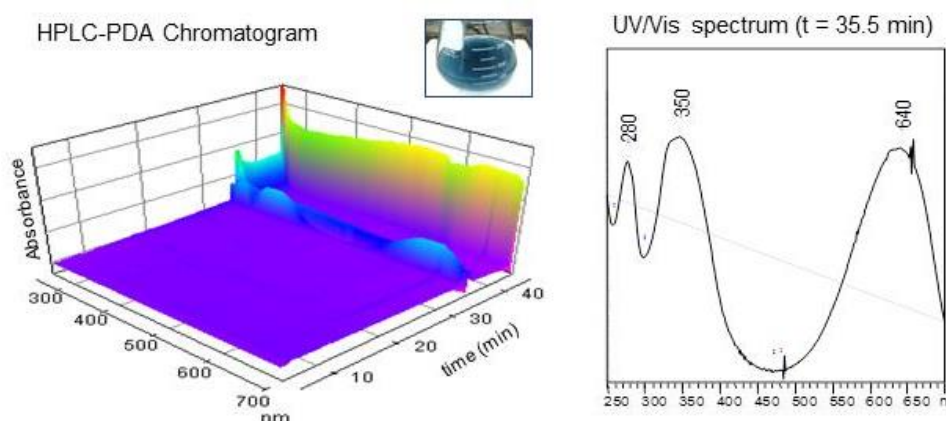 HPLC-PDA Chromatogram
UV/Vis spectrum (t = 35.5 min)
Absorbance
300
400
500
600
700
nm
10
20
30
40
time (min)
280
350
640
250 300 350 400 450 500 550 600 650